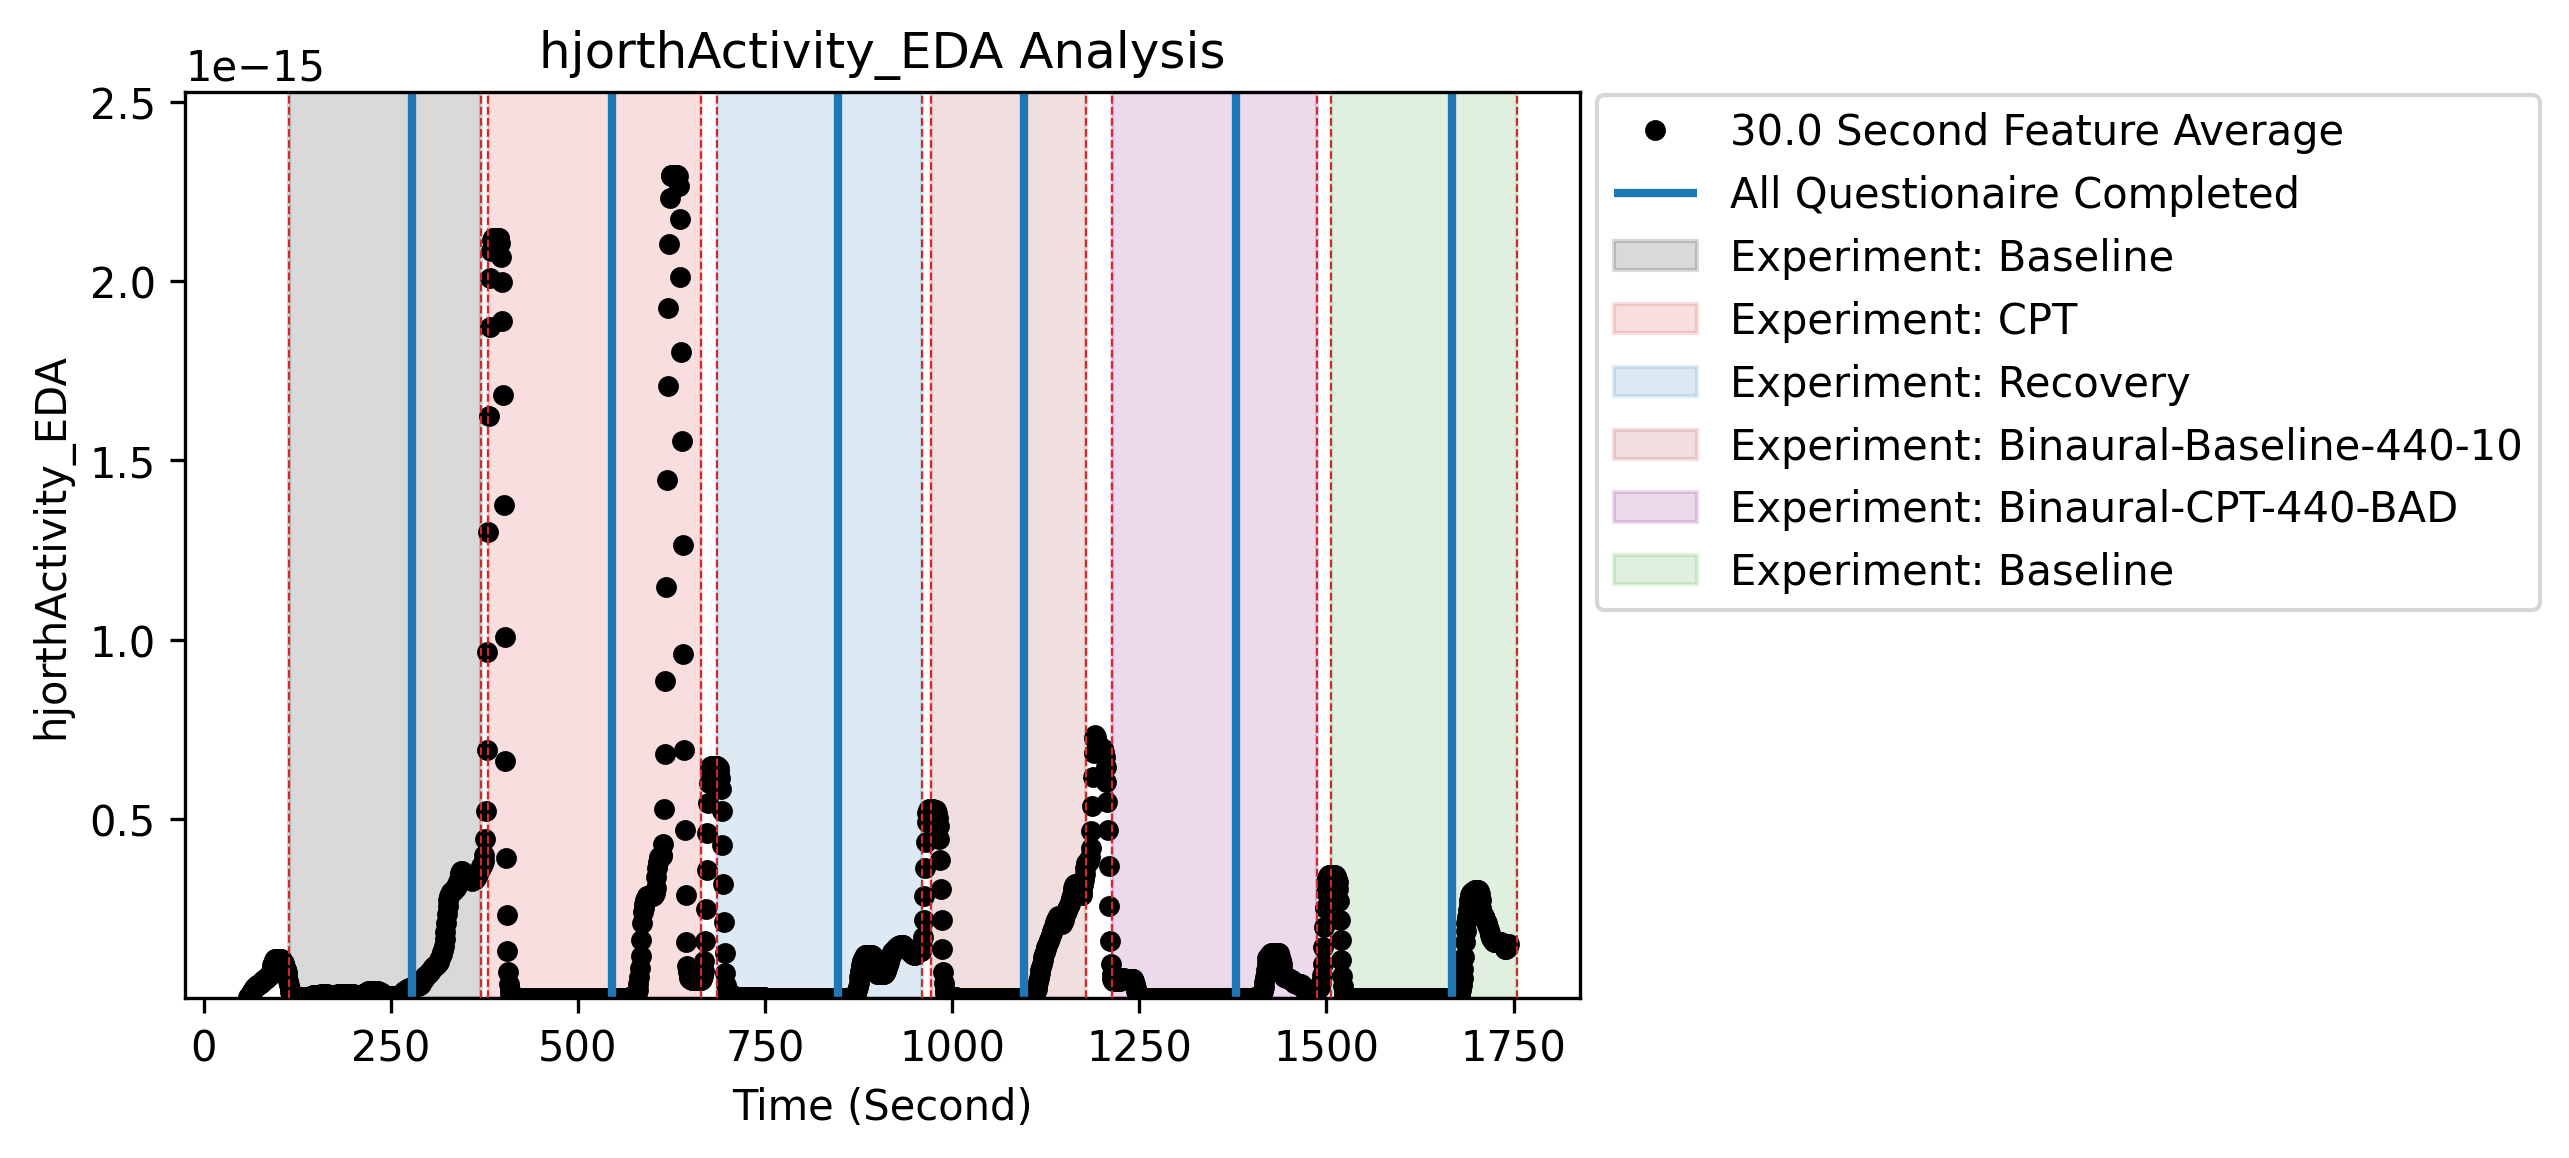 hjorthActivity_EDA Analysis
1e−15
2.5
2.0
1.5
1.0
0.5
hjorthActivity_EDA
0 250 500 750 1000 1250 1500 1750
Time (Second)
30.0 Second Feature Average
All Questionaire Completed
Experiment: Baseline
Experiment: CPT
Experiment: Recovery
Experiment: Binaural-Baseline-440-10
Experiment: Binaural-CPT-440-BAD
Experiment: Baseline